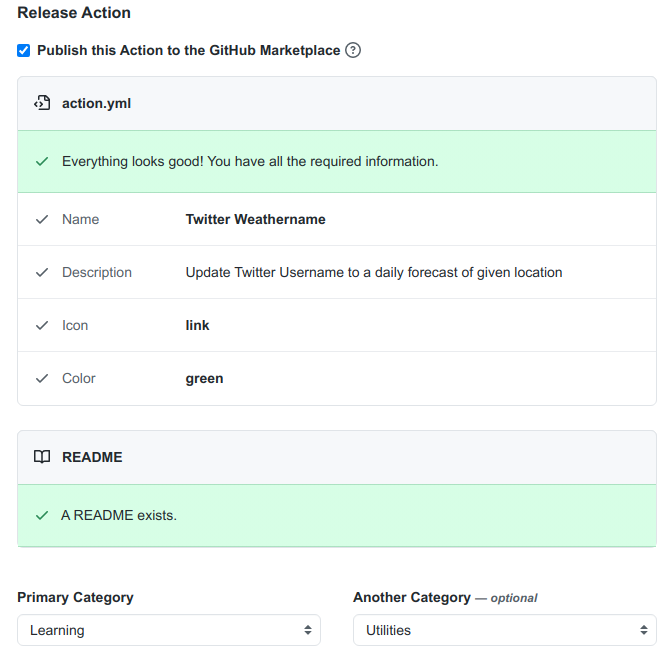 Release Action
Publish this Action to the GitHub Marketplace ?
action.yml
Everything looks good! You have all the required information.
Name Twitter Weathername
Description Update Twitter Username to a daily forecast of given location
Icon link
Color green
README
A README exists.
Primary Category Another Category — optional
Learning Utilities